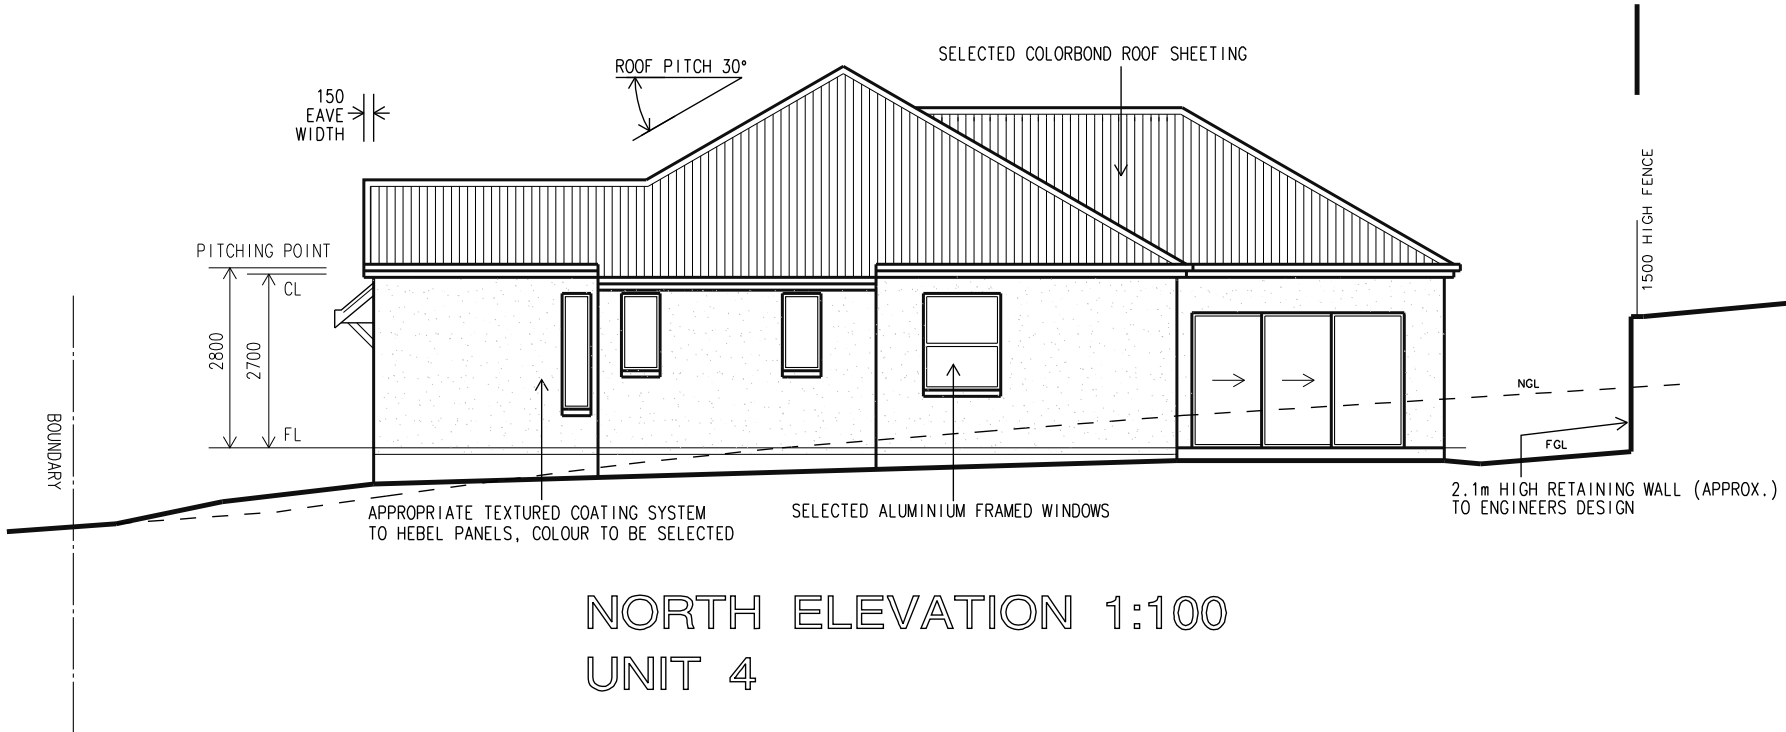 SELECTED COLORBOND ROOF SHEETING
ROOF PITCH 30°
150
EAVE
WIDTH
1500 HIGH FENCE
PITCHING POINT
CL
2800
2700
FL
BOUNDARY
NGL
FGL
2.1m HIGH RETAINING WALL (APPROX.)
TO ENGINEERS DESIGN
APPROPRIATE TEXTURED COATING SYSTEM
TO HEBEL PANELS, COLOUR TO BE SELECTED
SELECTED ALUMINIUM FRAMED WINDOWS
NORTH ELEVATION 1:100
UNIT 4